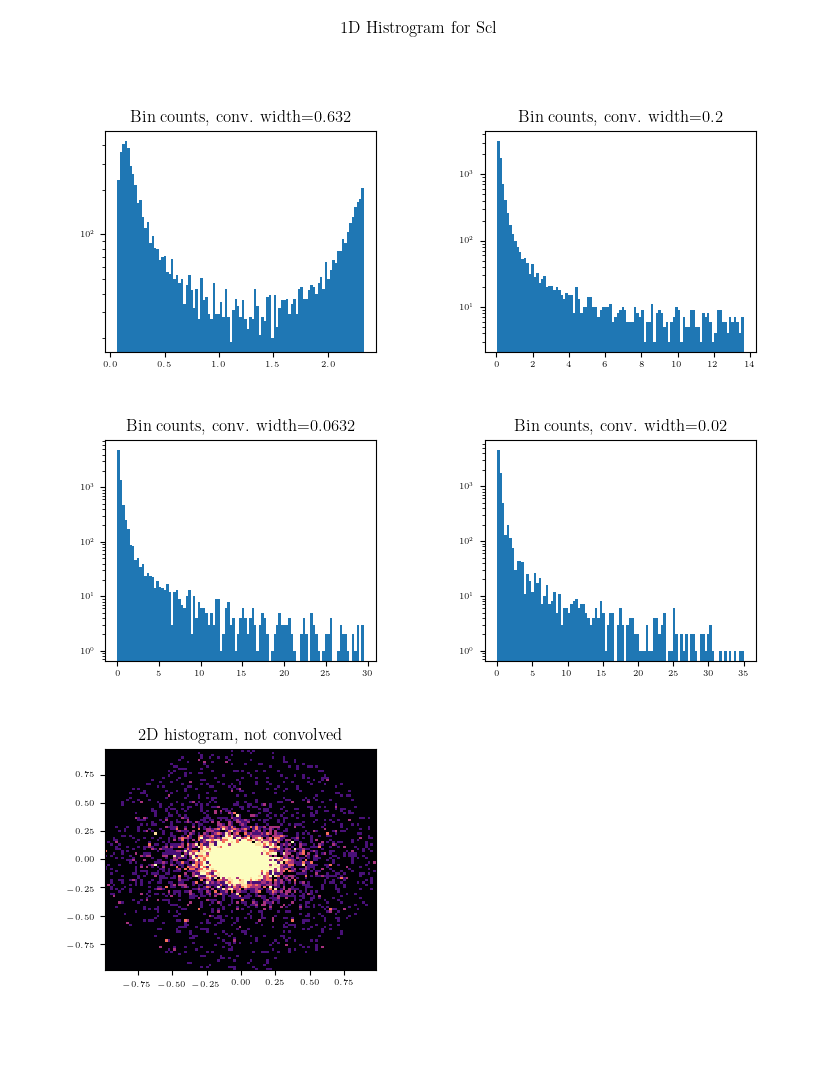 1D Histrogram for Scl
Bin counts, conv. width=0.632
10²
0.0 0.5 1.0 1.5 2.0
Bin counts, conv. width=0.2
10³
10²
10¹
0 2 4 6 8 10 12 14
Bin counts, conv. width=0.0632
10³
10²
10¹
10⁰
0 5 10 15 20 25 30
Bin counts, conv. width=0.02
10³
10²
10¹
10⁰
0 5 10 15 20 25 30 35
2D histogram, not convolved
0.75
0.50
0.25
0.00
−0.25
−0.50
−0.75
−0.75 −0.50 −0.25 0.00 0.25 0.50 0.75